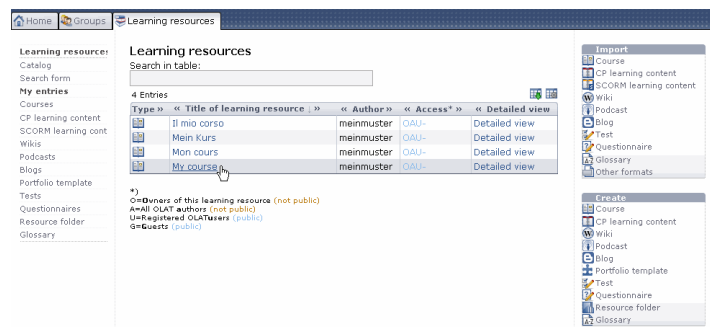 Home Groups Learning resources
Learning resources
Catalog
Search form
My entries
Courses
CP learning content
SCORM learning cont
Wikis
Podcasts
Blogs
Portfolio template
Tests
Questionnaires
Resource folder
Glossary
Learning resources
Search in table:
4 Entries
Type » « Title of learning resource ↓ » « Author » « Access* » « Detailed view
Il mio corso meinmuster OAU- Detailed view
Mein Kurs meinmuster OAU- Detailed view
Mon cours meinmuster OAU- Detailed view
My course meinmuster OAU- Detailed view
*)
O=Owners of this learning resource (not public)
A=All OLAT authors (not public)
U=Registered OLATusers (public)
G=Guests (public)
Import
Course
CP learning content
SCORM learning content
Wiki
Podcast
Blog
Test
Questionnaire
Glossary
Other formats
Create
Course
CP learning content
Wiki
Podcast
Blog
Portfolio template
Test
Questionnaire
Resource folder
Glossary